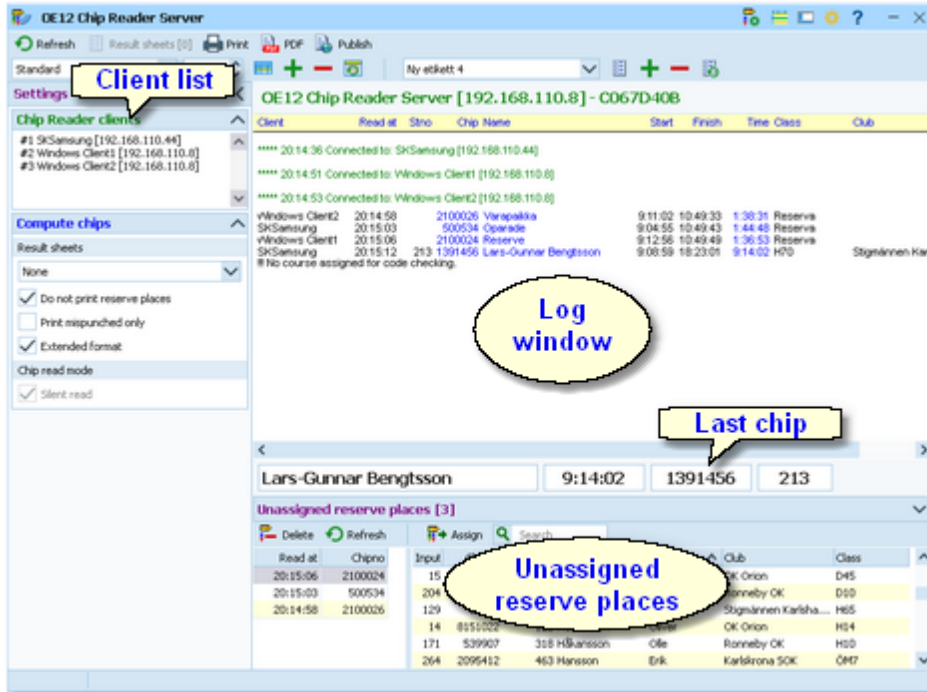 OE12 Chip Reader Server
Refresh Result sheets [0] Print PDF Publish
Standard
Ny etikett 4
Client list
Settings
Chip Reader clients
#1 SKSamsung [192.168.110.44]
#2 Windows Client1 [192.168.110.8]
#3 Windows Client2 [192.168.110.8]
Compute chips
Result sheets
None
Do not print reserve places
Print mispunched only
Extended format
Chip read mode
Silent read
OE12 Chip Reader Server [192.168.110.8] - C067D40B
Client Read at Stno Chip Name Start Finish Time Class Club
***** 20:14:36 Connected to: SKSamsung [192.168.110.44]
***** 20:14:51 Connected to: Windows Client1 [192.168.110.8]
***** 20:14:53 Connected to: Windows Client2 [192.168.110.8]
Windows Client2 20:14:58 2100026 Varapaikka 9:11:02 10:49:33 1:38:31 Reserva
SKSamsung 20:15:03 500534 Oparade 9:04:55 10:49:43 1:44:48 Reserva
Windows Client1 20:15:06 2100024 Reserve 9:12:56 10:49:49 1:36:53 Reserva
SKSamsung 20:15:12 213 1391456 Lars-Gunnar Bengtsson 9:08:59 18:23:01 9:14:02 H70 Stigmännen Kar
!! No course assigned for code checking.
Log
window
Last chip
Lars-Gunnar Bengtsson 9:14:02 1391456 213
Unassigned reserve places [3]
Delete Refresh Assign Search...
Read at Chipno Input Club Class
20:15:06 2100024 15 OK Orion D45
20:15:03 500534 204 Ronneby OK D10
20:14:58 2100026 129 Stigmännen Karlsha... H65
Unassigned
reserve places
14 8151022 OK Orion H14
171 539907 318 Håkansson Olle Ronneby OK H10
264 2095412 463 Hansson Erik Karlskrona SOK ÖM7